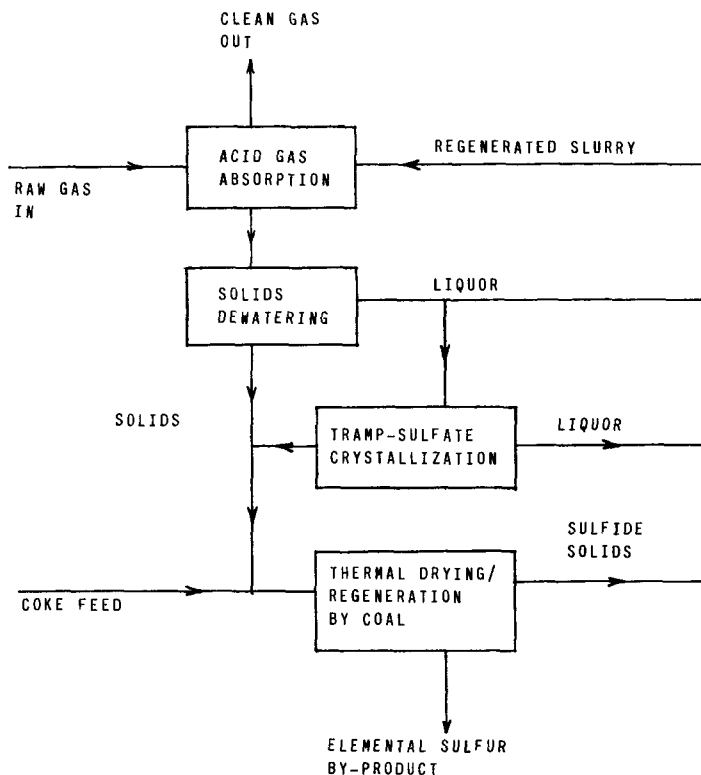 CLEAN GAS
OUT
ACID GAS
ABSORPTION
REGENERATED SLURRY
RAW GAS
IN
SOLIDS
DEWATERING
LIQUOR
SOLIDS
TRAMP-SULFATE
CRYSTALLIZATION
LIQUOR
SULFIDE
SOLIDS
THERMAL DRYING/
REGENERATION
BY COAL
COKE FEED
ELEMENTAL SULFUR
BY-PRODUCT